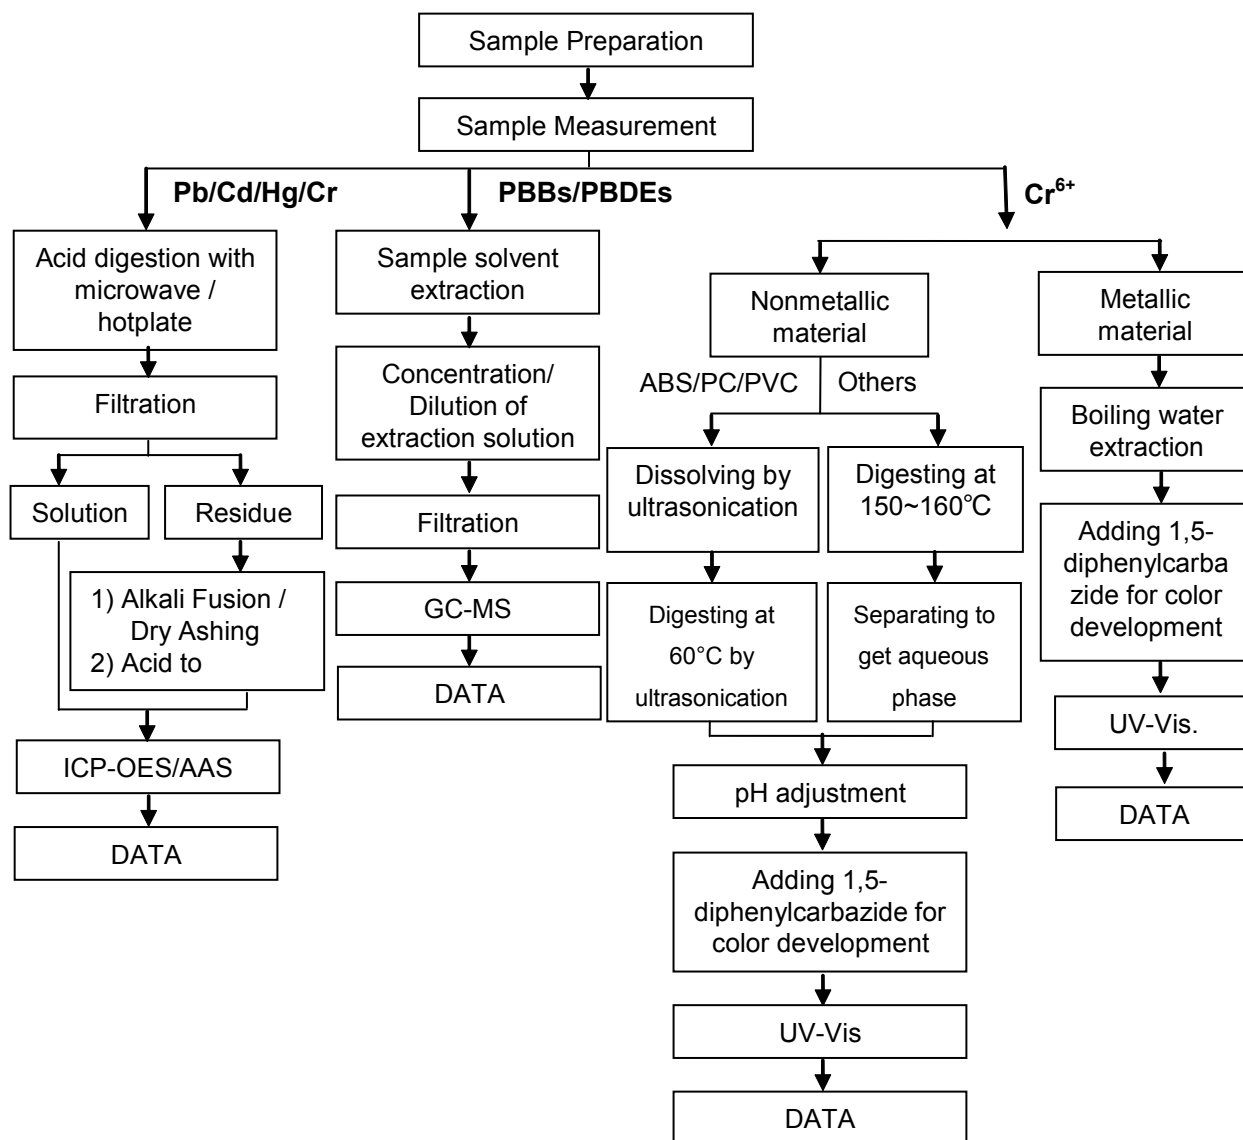 Sample Preparation
Sample Measurement
Pb/Cd/Hg/Cr
Acid digestion with
microwave /
hotplate
Filtration
Solution
Residue
1) Alkali Fusion /
Dry Ashing
2) Acid to
ICP-OES/AAS
DATA
PBBs/PBDEs
Sample solvent
extraction
Concentration/
Dilution of
extraction solution
Filtration
GC-MS
DATA
Cr⁶⁺
Nonmetallic
material
ABS/PC/PVC
Others
Dissolving by
ultrasonication
Digesting at
60°C by
ultrasonication
Digesting at
150~160℃
Separating to
get aqueous
phase
pH adjustment
Adding 1,5-
diphenylcarbazide for
color development
UV-Vis
DATA
Metallic
material
Boiling water
extraction
Adding 1,5-
diphenylcarba
zide for color
development
UV-Vis.
DATA